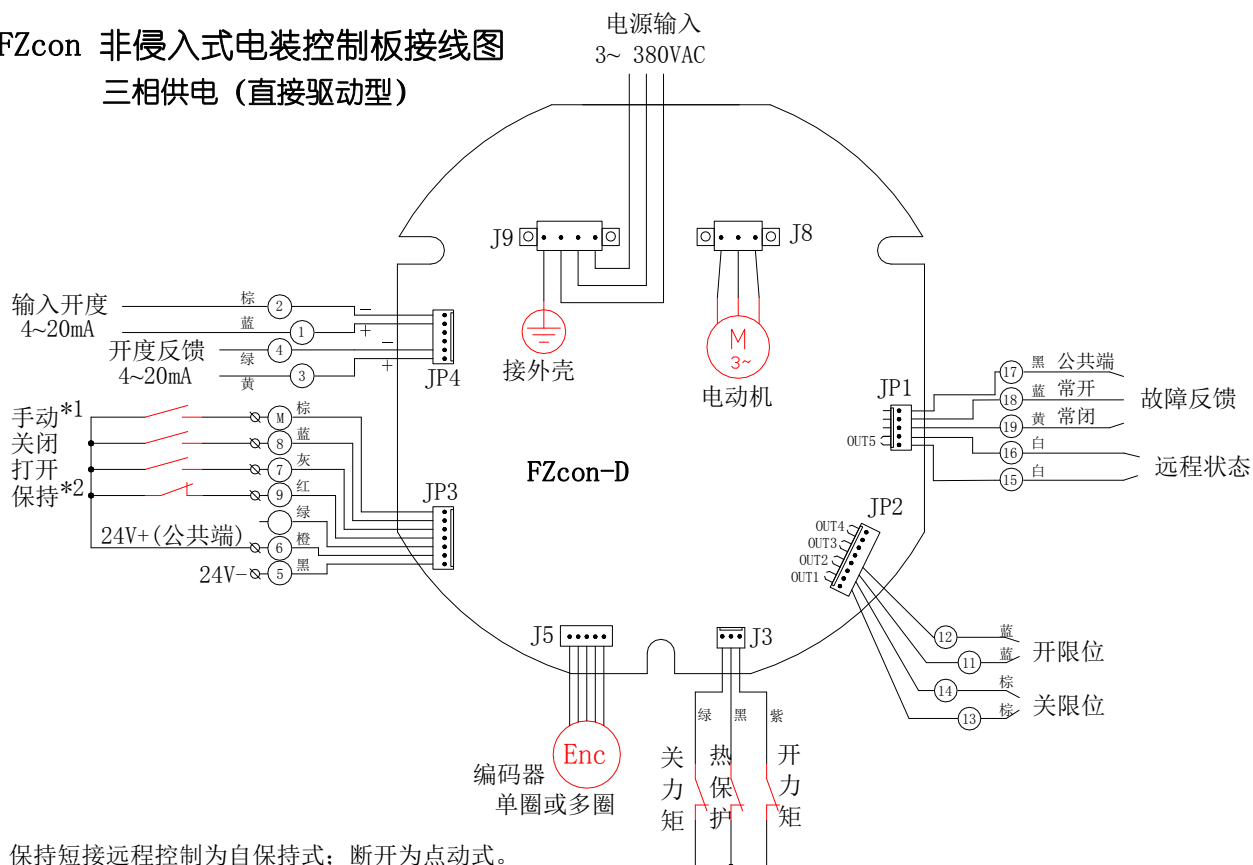 FZcon 非侵入式电装控制板接线图
三相供电（直接驱动型）
电源输入
3~ 380VAC
J9
J8
接外壳
M
3~
电动机
输入开度
4~20mA
棕
2
−
蓝
1
+
开度反馈
4~20mA
4
−
绿
3
+
黄
JP4
手动*1
M
棕
关闭
8
蓝
打开
7
灰
保持*2
9
红
绿
24V+(公共端)
6
橙
24V-
5
黑
JP3
FZcon-D
JP1
OUT5
17
黑
公共端
18
蓝
常开
19
黄
常闭
故障反馈
16
白
15
白
远程状态
JP2
OUT4
OUT3
OUT2
OUT1
12
蓝
11
蓝
开限位
14
棕
13
棕
关限位
J5
Enc
编码器
单圈或多圈
J3
绿
黑
紫
关力矩
热保护
开力矩
保持短接远程控制为自保持式；断开为点动式。